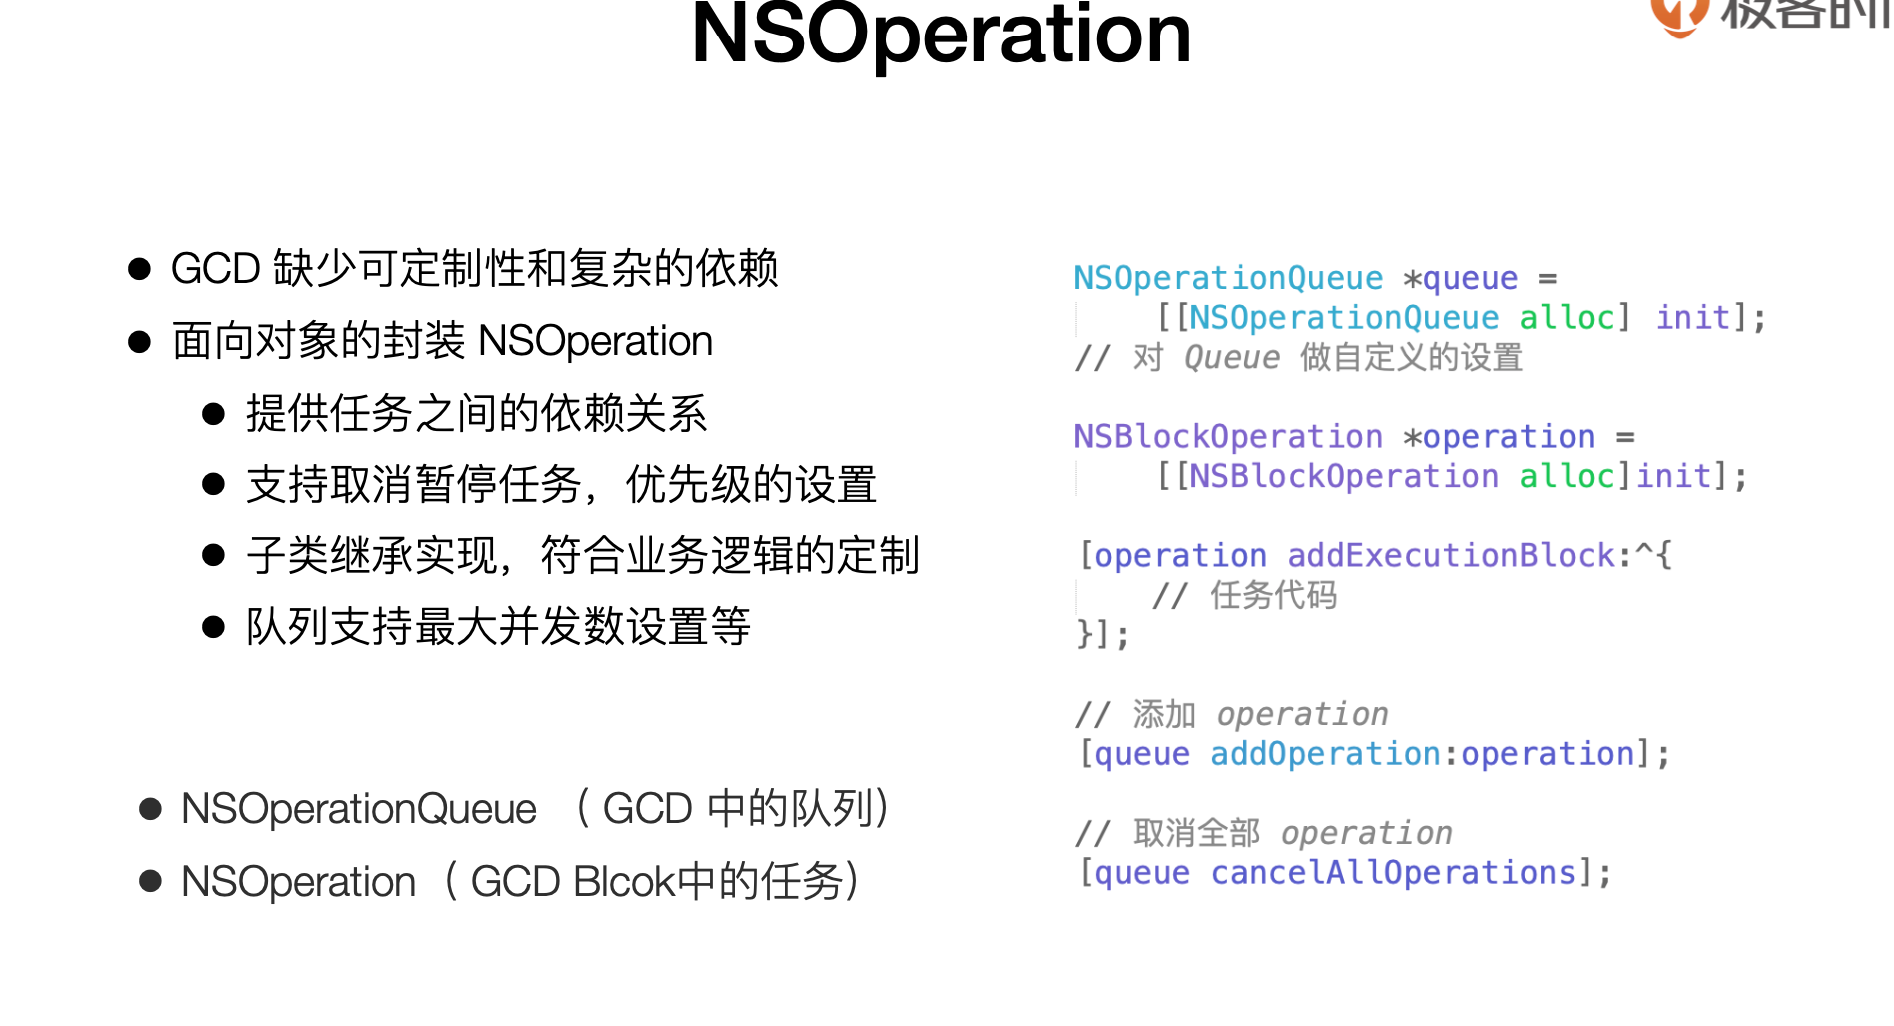 NSOperation
极客时
GCD 缺少可定制性和复杂的依赖
面向对象的封装 NSOperation
提供任务之间的依赖关系
支持取消暂停任务，优先级的设置
子类继承实现，符合业务逻辑的定制
队列支持最大并发数设置等
NSOperationQueue （ GCD 中的队列）
NSOperation（ GCD Blcok中的任务）
NSOperationQueue *queue =
[[NSOperationQueue alloc] init];
// 对 Queue 做自定义的设置
NSBlockOperation *operation =
[[NSBlockOperation alloc]init];
[operation addExecutionBlock:^{
// 任务代码
}];
// 添加 operation
[queue addOperation:operation];
// 取消全部 operation
[queue cancelAllOperations];